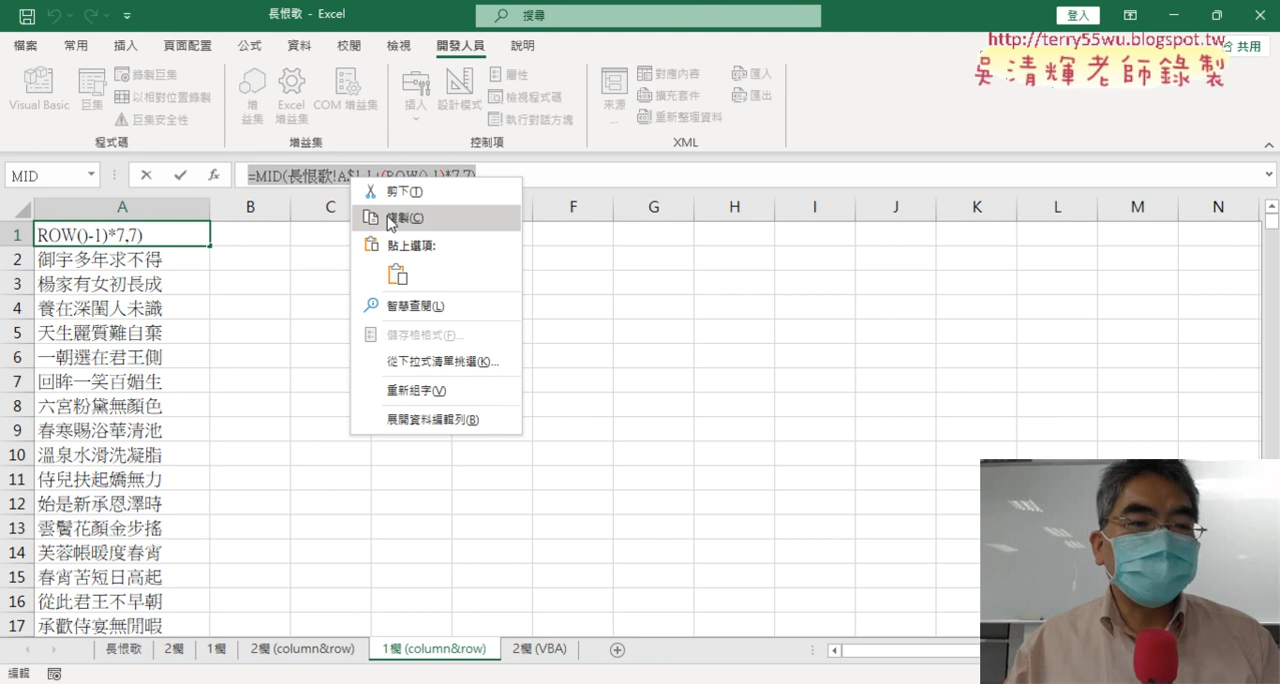 長恨歌 - Excel
搜尋
登入
檔案 常用 插入 頁面配置 公式 資料 校閱 檢視 開發人員 說明
共用
http://terry55wu.blogspot.tw
吳清輝老師錄製
Visual Basic
巨集
錄製巨集
以相對位置錄製
巨集安全性
程式碼
增益集
Excel 增益集
COM 增益集
增益集
插入
設計模式
屬性
檢視程式碼
執行對話方塊
控制項
來源
...
對應內容
擴充套件
重新整理資料
匯入
匯出
XML
MID
fx
=MID(長恨歌!A$1,1+(ROW()-1)*7,7)
剪下(T)
複製(C)
貼上選項:
智慧查閱(L)
儲存格格式(F)...
從下拉式清單挑選(K)...
重新組字(V)
展開資料編輯列(B)
A B C F G H I J K L M N
1 ROW()-1)*7,7)
2 御宇多年求不得
3 楊家有女初長成
4 養在深閨人未識
5 天生麗質難自棄
6 一朝選在君王側
7 回眸一笑百媚生
8 六宮粉黛無顏色
9 春寒賜浴華清池
10 溫泉水滑洗凝脂
11 侍兒扶起嬌無力
12 始是新承恩澤時
13 雲鬢花顏金步搖
14 芙蓉帳暖度春宵
15 春宵苦短日高起
16 從此君王不早朝
17 承歡侍宴無閒暇
長恨歌 2欄 1欄 2欄 (column&row) 1欄 (column&row) 2欄 (VBA)
編輯